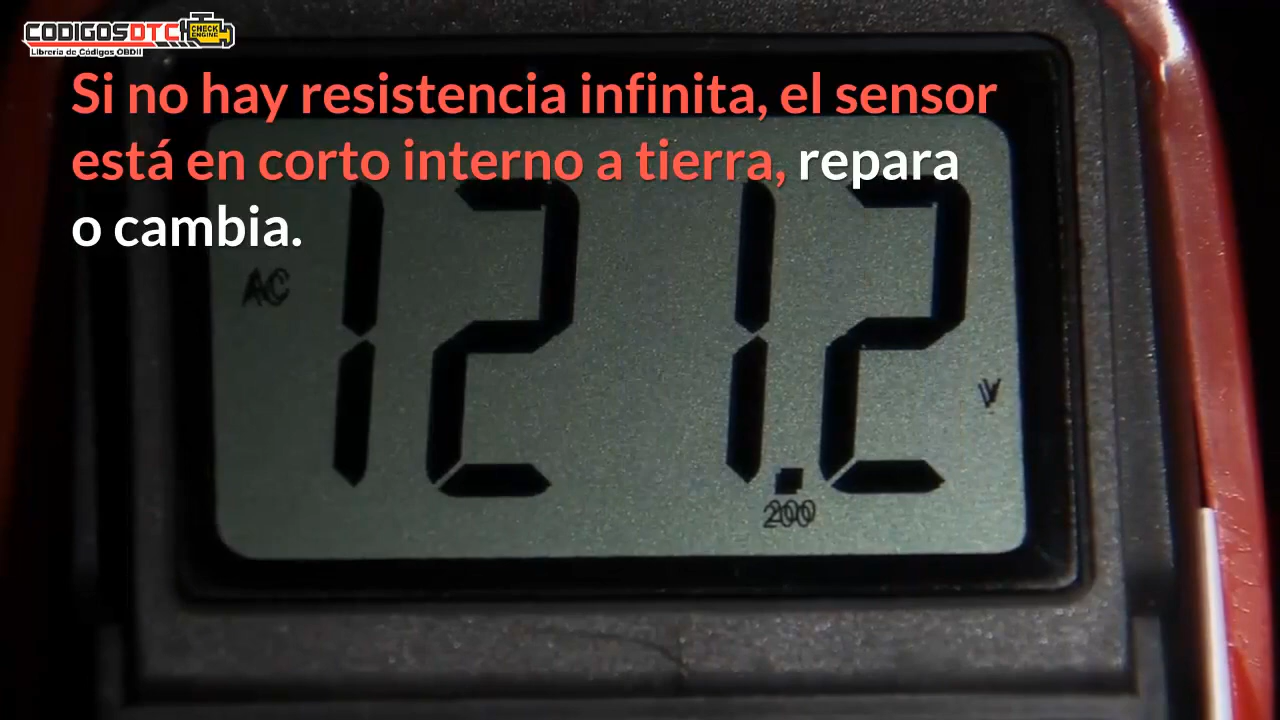 CODIGOSDTC
CHECK
ENGINE
Librería de Códigos OBDII
Si no hay resistencia infinita, el sensor
está en corto interno a tierra, repara
o cambia.
AC
121.2
V
200